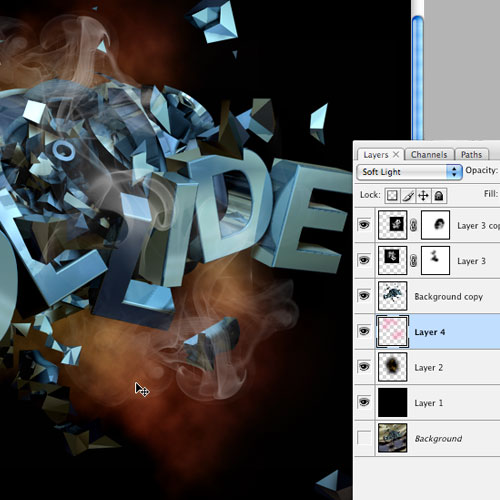 OLLIDE
Layers × Channels Paths
Soft Light Opacity:
Lock: Fill:
Layer 3 cop
Layer 3
Background copy
Layer 4
Layer 2
Layer 1
Background